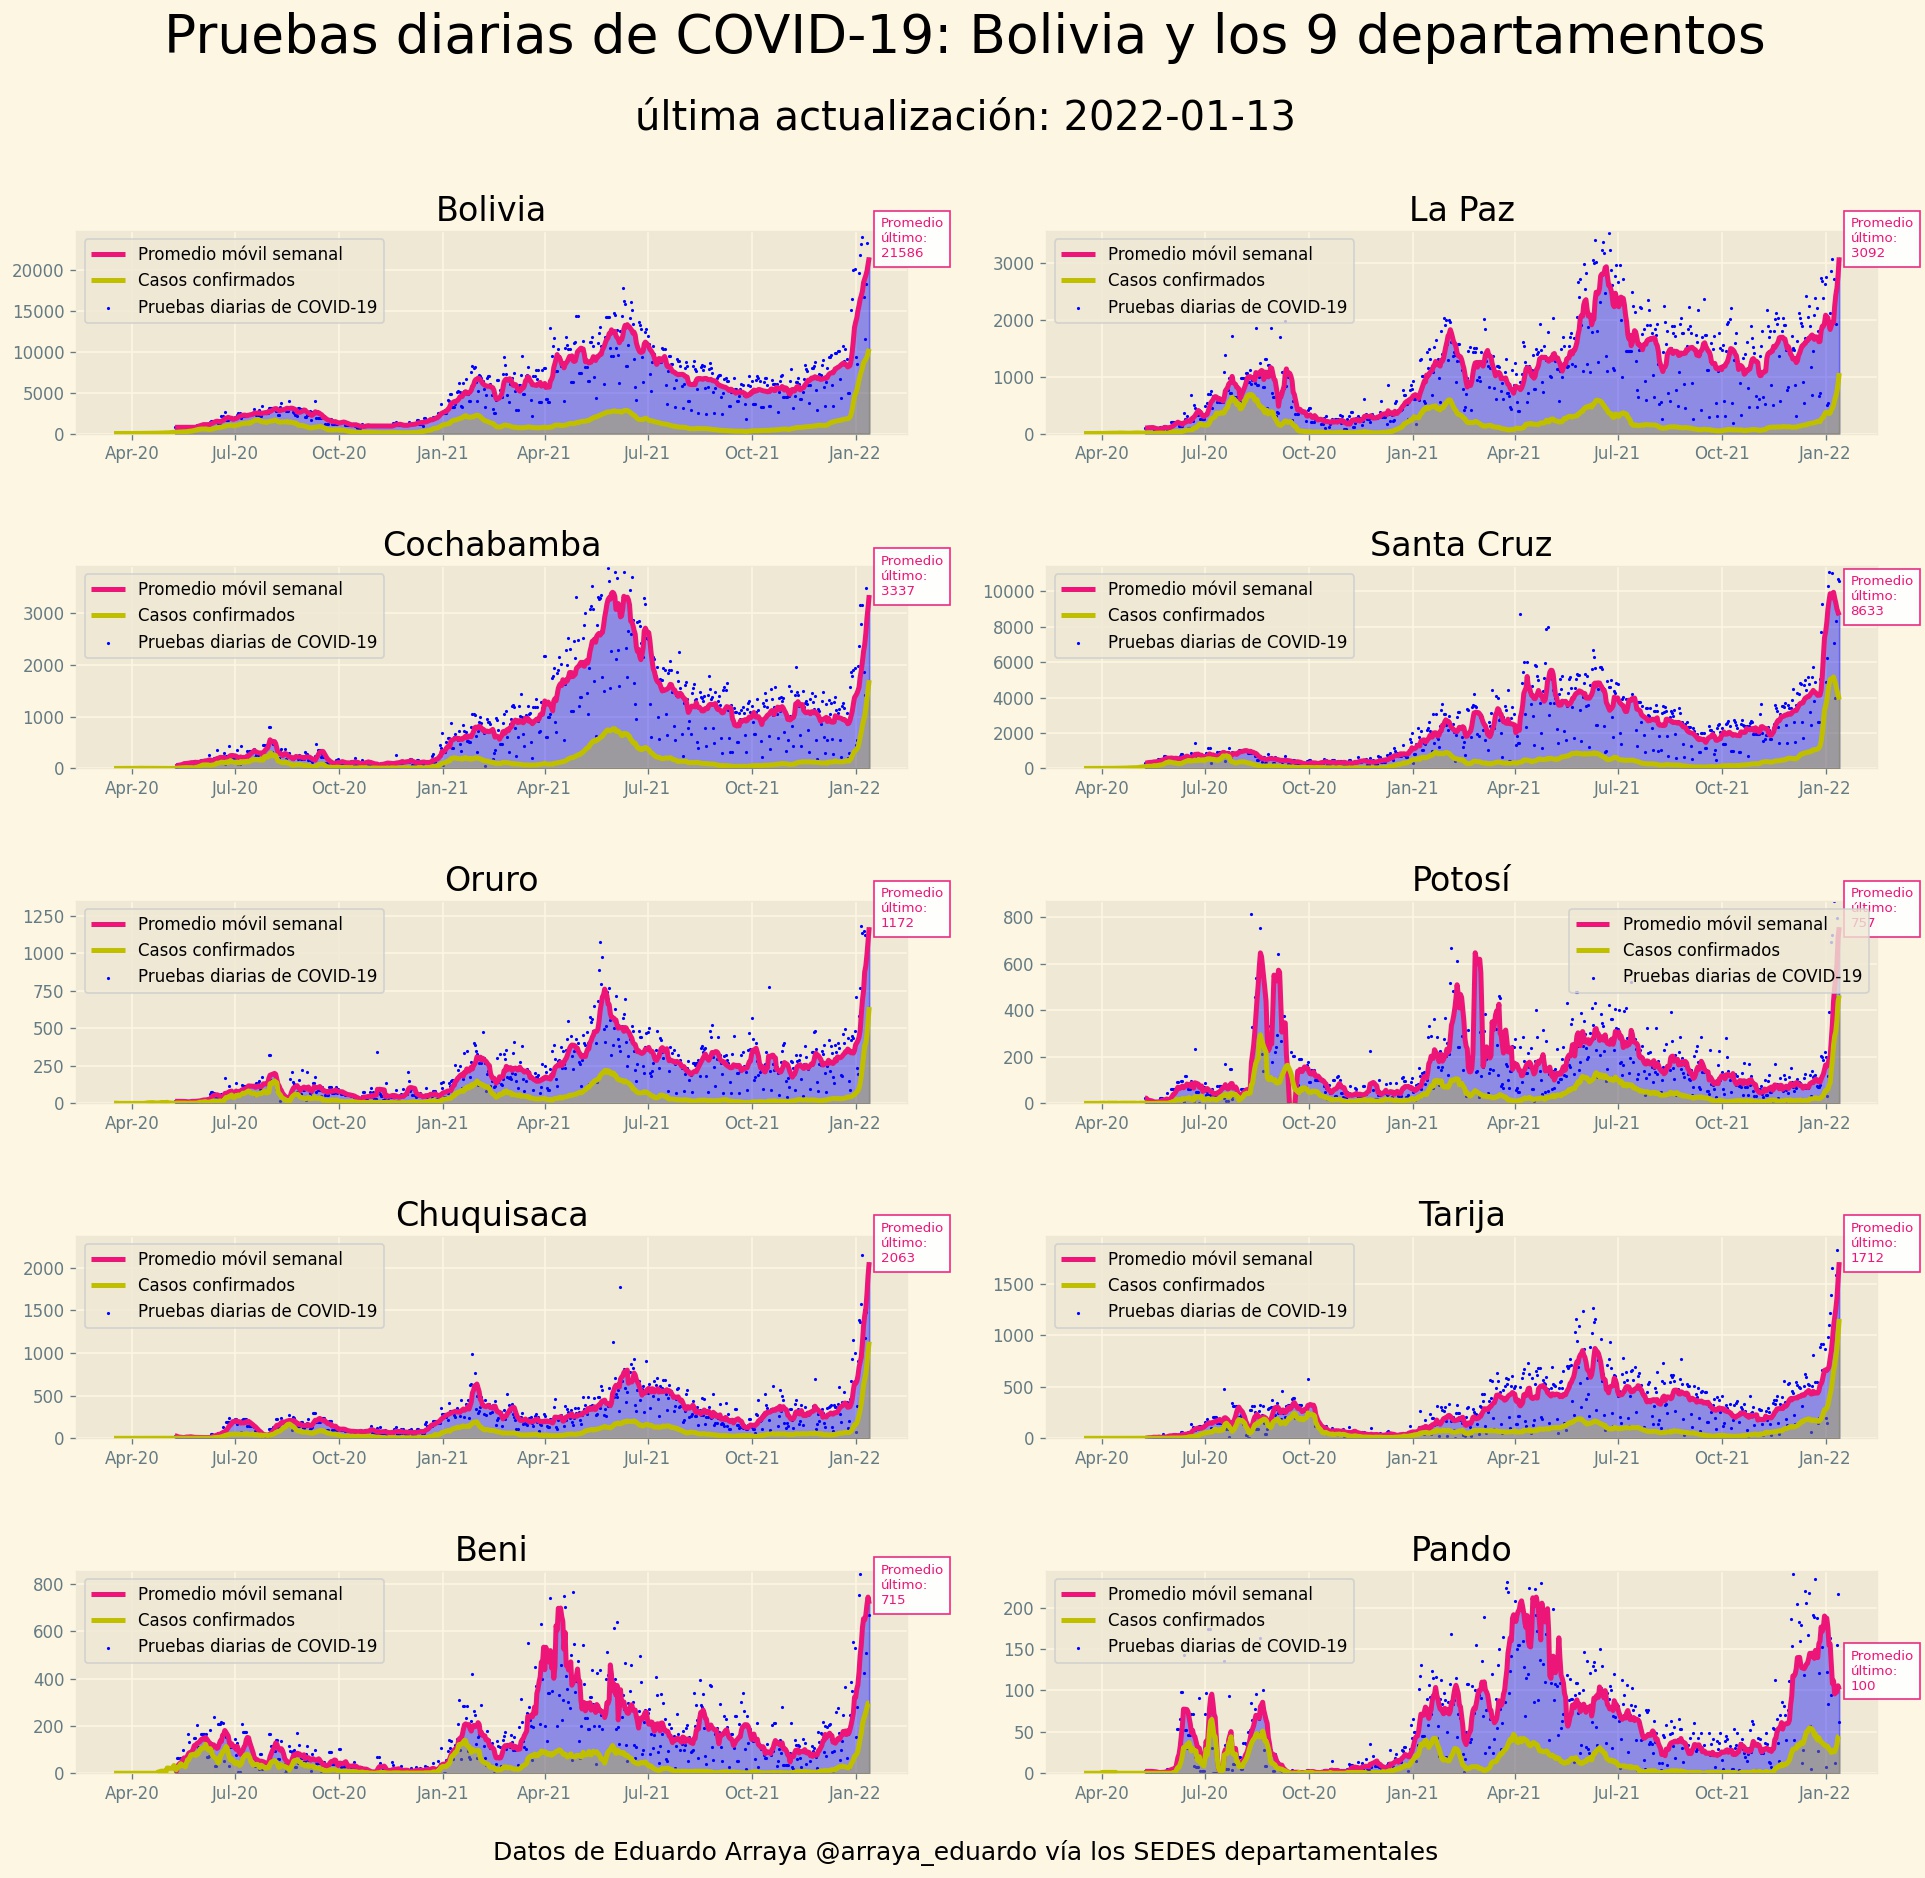 Pruebas diarias de COVID-19: Bolivia y los 9 departamentos
última actualización: 2022-01-13
Bolivia
Promedio
último:
21586
Promedio móvil semanal
Casos confirmados
Pruebas diarias de COVID-19
20000
15000
10000
5000
0
Apr-20 Jul-20 Oct-20 Jan-21 Apr-21 Jul-21 Oct-21 Jan-22
La Paz
Promedio
último:
3092
Promedio móvil semanal
Casos confirmados
Pruebas diarias de COVID-19
3000
2000
1000
0
Apr-20 Jul-20 Oct-20 Jan-21 Apr-21 Jul-21 Oct-21 Jan-22
Cochabamba
Promedio
último:
3337
Promedio móvil semanal
Casos confirmados
Pruebas diarias de COVID-19
3000
2000
1000
0
Apr-20 Jul-20 Oct-20 Jan-21 Apr-21 Jul-21 Oct-21 Jan-22
Santa Cruz
Promedio
último:
8633
Promedio móvil semanal
Casos confirmados
Pruebas diarias de COVID-19
10000
8000
6000
4000
2000
0
Apr-20 Jul-20 Oct-20 Jan-21 Apr-21 Jul-21 Oct-21 Jan-22
Oruro
Promedio
último:
1172
Promedio móvil semanal
Casos confirmados
Pruebas diarias de COVID-19
1250
1000
750
500
250
0
Apr-20 Jul-20 Oct-20 Jan-21 Apr-21 Jul-21 Oct-21 Jan-22
Potosí
Promedio
último:
757
Promedio móvil semanal
Casos confirmados
Pruebas diarias de COVID-19
800
600
400
200
0
Apr-20 Jul-20 Oct-20 Jan-21 Apr-21 Jul-21 Oct-21 Jan-22
Chuquisaca
Promedio
último:
2063
Promedio móvil semanal
Casos confirmados
Pruebas diarias de COVID-19
2000
1500
1000
500
0
Apr-20 Jul-20 Oct-20 Jan-21 Apr-21 Jul-21 Oct-21 Jan-22
Tarija
Promedio
último:
1712
Promedio móvil semanal
Casos confirmados
Pruebas diarias de COVID-19
1500
1000
500
0
Apr-20 Jul-20 Oct-20 Jan-21 Apr-21 Jul-21 Oct-21 Jan-22
Beni
Promedio
último:
715
Promedio móvil semanal
Casos confirmados
Pruebas diarias de COVID-19
800
600
400
200
0
Apr-20 Jul-20 Oct-20 Jan-21 Apr-21 Jul-21 Oct-21 Jan-22
Pando
Promedio móvil semanal
Casos confirmados
Pruebas diarias de COVID-19
Promedio
último:
100
200
150
100
50
0
Apr-20 Jul-20 Oct-20 Jan-21 Apr-21 Jul-21 Oct-21 Jan-22
Datos de Eduardo Arraya @arraya_eduardo vía los SEDES departamentales